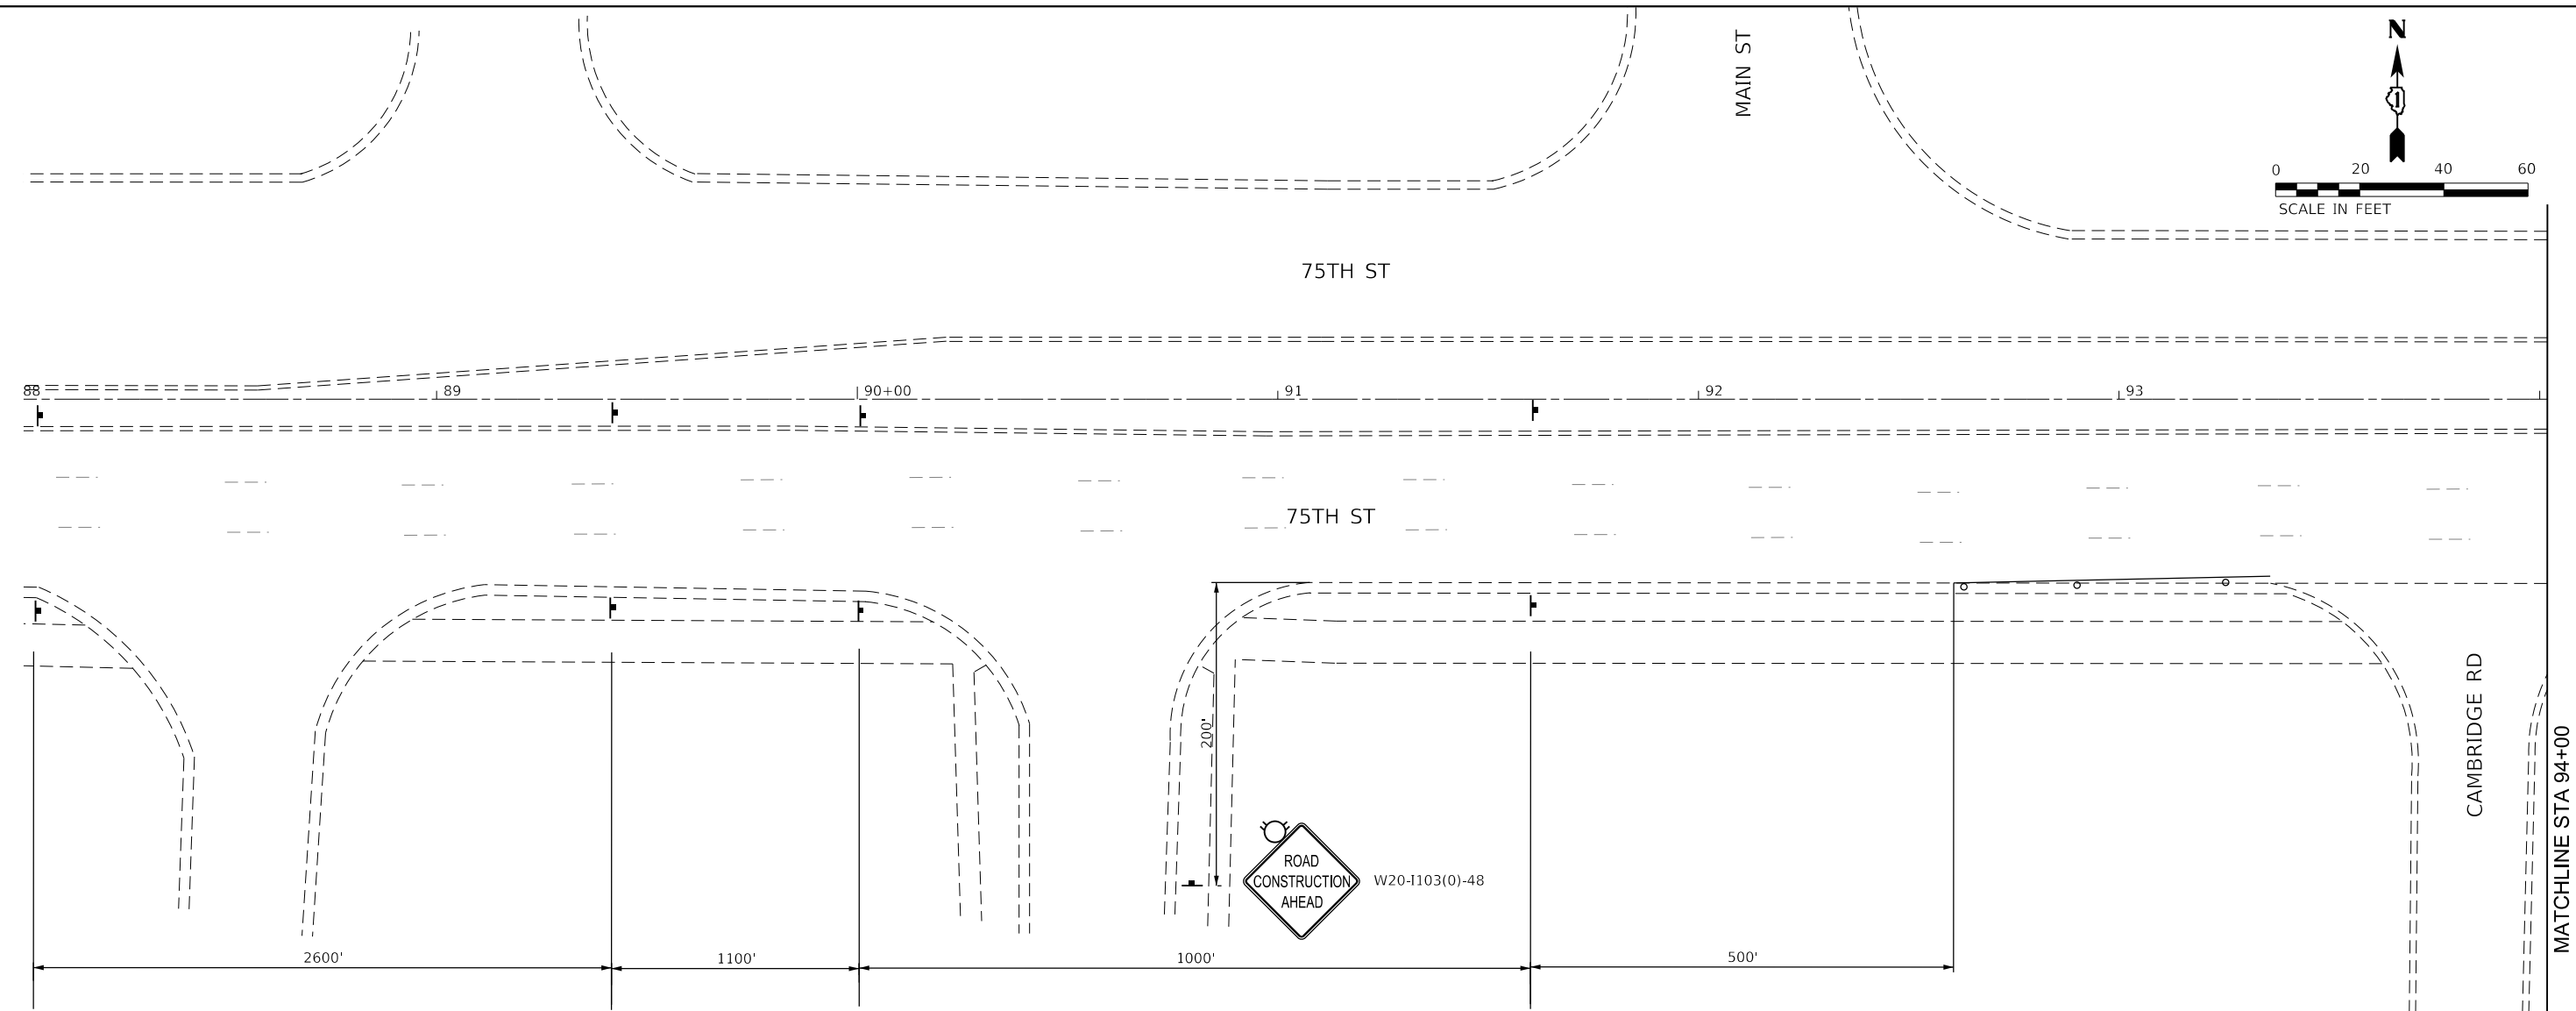 MAIN ST
N
1
0 20 40 60
SCALE IN FEET
75TH ST
88 89 90+00 91 92 93
75TH ST
200'
CAMBRIDGE RD
MATCHLINE STA 94+00
ROAD
CONSTRUCTION
AHEAD
W20-I103(0)-48
2600' 1100' 1000' 500'